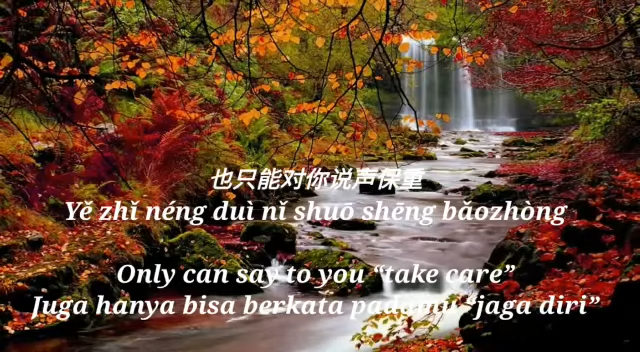 也只能对你说声保重
Yě zhǐ néng duì nǐ shuō shēng bǎozhòng
Only can say to you “take care”
Juga hanya bisa berkata padamu “jaga diri”